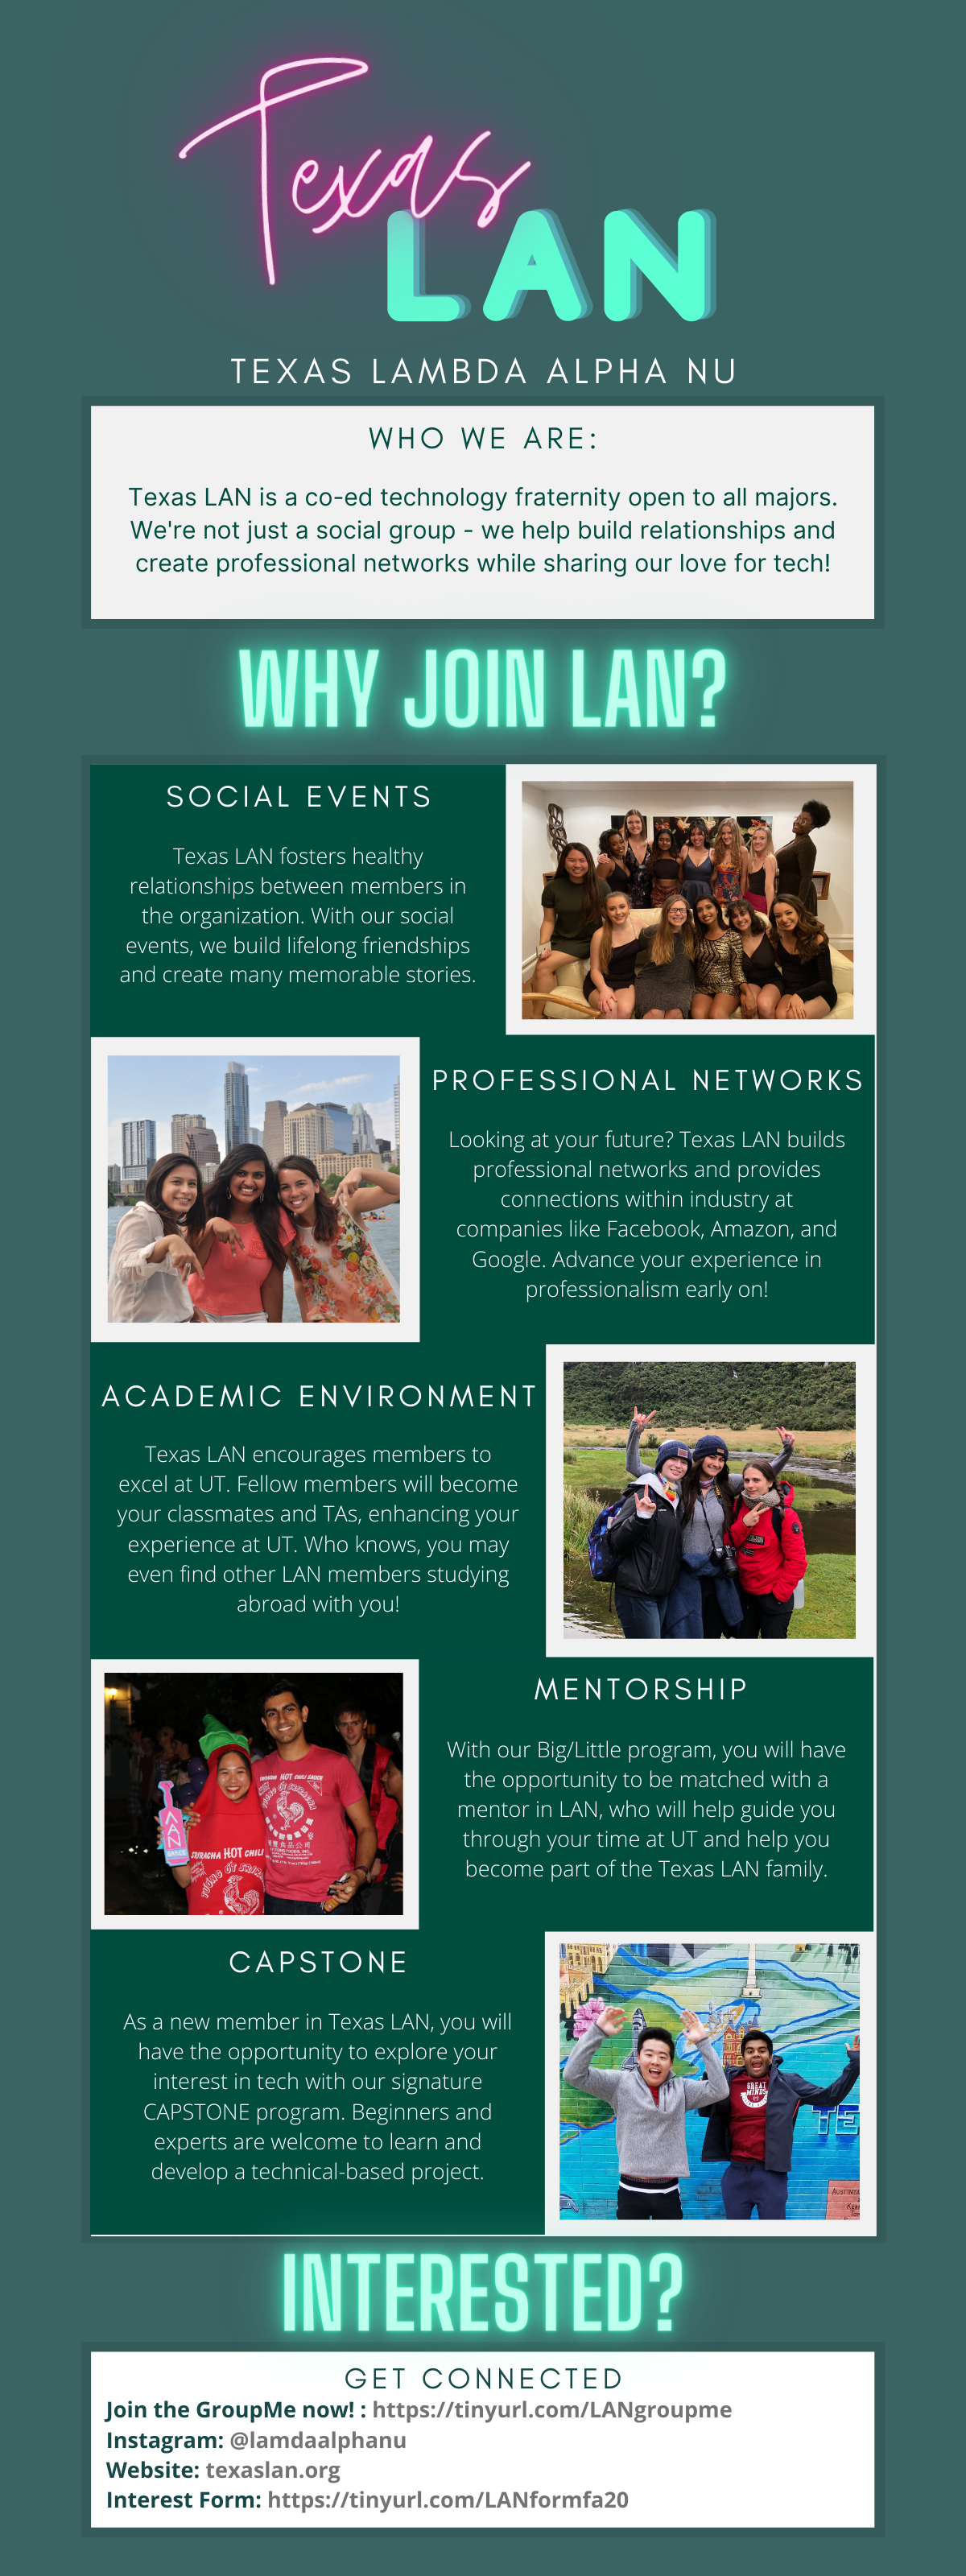 Texas
LAN
TEXAS LAMBDA ALPHA NU
WHO WE ARE:
Texas LAN is a co-ed technology fraternity open to all majors.
We're not just a social group - we help build relationships and
create professional networks while sharing our love for tech!
WHY JOIN LAN?
SOCIAL EVENTS
Texas LAN fosters healthy
relationships between members in
the organization. With our social
events, we build lifelong friendships
and create many memorable stories.
PROFESSIONAL NETWORKS
Looking at your future? Texas LAN builds
professional networks and provides
connections within industry at
companies like Facebook, Amazon, and
Google. Advance your experience in
professionalism early on!
ACADEMIC ENVIRONMENT
Texas LAN encourages members to
excel at UT. Fellow members will become
your classmates and TAs, enhancing your
experience at UT. Who knows, you may
even find other LAN members studying
abroad with you!
SRIRACHA HOT CHILI SAUCE
LAN
SRIRACHA HOT CHILI
MENTORSHIP
With our Big/Little program, you will have
the opportunity to be matched with a
mentor in LAN, who will help guide you
through your time at UT and help you
become part of the Texas LAN family.
CAPSTONE
As a new member in Texas LAN, you will
have the opportunity to explore your
interest in tech with our signature
CAPSTONE program. Beginners and
experts are welcome to learn and
develop a technical-based project.
GREAT
MINDS
TE
INTERESTED?
GET CONNECTED
Join the GroupMe now! : https://tinyurl.com/LANgroupme
Instagram: @lamdaalphanu
Website: texaslan.org
Interest Form: https://tinyurl.com/LANformfa20